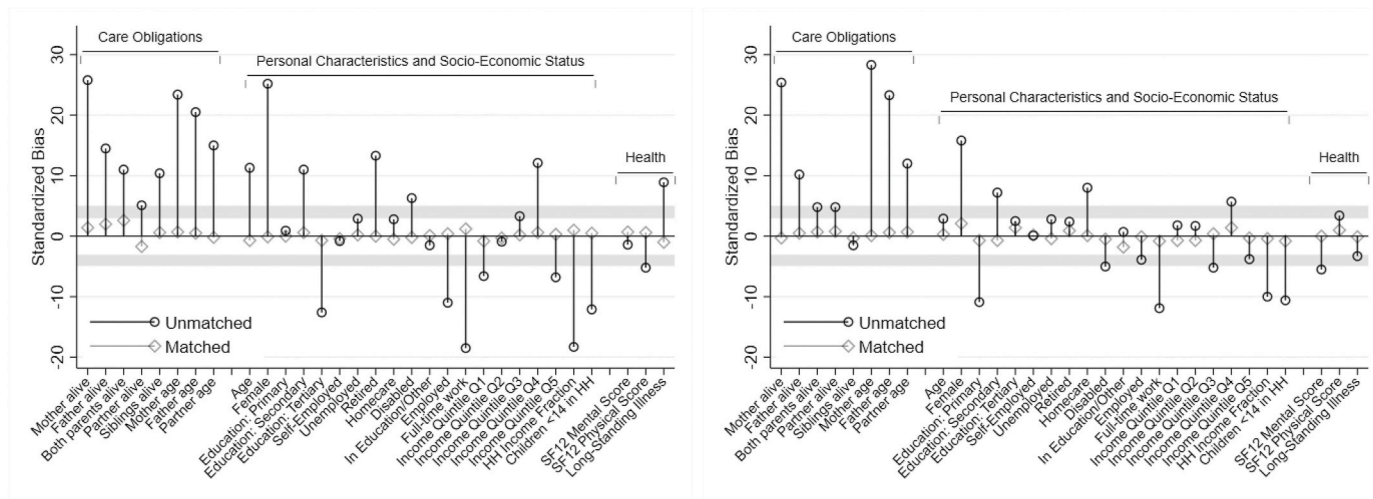 Care Obligations
Personal Characteristics and Socio-Economic Status
Health
Standardized Bias
30
20
10
0
-10
-20
Unmatched
Matched
Mother alive
Father alive
Both parents alive
Partner alive
Siblings alive
Mother age
Father age
Partner age
Age
Female
Education: Primary
Education: Secondary
Education: Tertiary
Self-Employed
Unemployed
Retired
Homecare
Disabled
In Education/Other
Employed
Full-time work
Income Quintile Q1
Income Quintile Q2
Income Quintile Q3
Income Quintile Q4
Income Quintile Q5
HH Income Fraction
Children <14 in HH
SF12 Mental Score
SF12 Physical Score
Long-Standing Illness
Care Obligations
Personal Characteristics and Socio-Economic Status
Health
Standardized Bias
30
20
10
0
-10
-20
Unmatched
Matched
Mother alive
Father alive
Both parents alive
Partner alive
Siblings alive
Mother age
Father age
Partner age
Age
Female
Education: Primary
Education: Secondary
Education: Tertiary
Self-Employed
Unemployed
Retired
Homecare
Disabled
In Education/Other
Employed
Full-time work
Income Quintile Q1
Income Quintile Q2
Income Quintile Q3
Income Quintile Q4
Income Quintile Q5
HH Income Fraction
Children <14 in HH
SF12 Mental Score
SF12 Physical Score
Long-Standing Illness